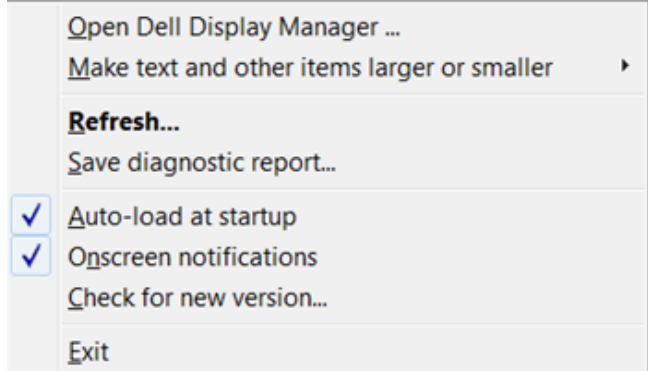 Open Dell Display Manager ...
Make text and other items larger or smaller
Refresh...
Save diagnostic report...
Auto-load at startup
Onscreen notifications
Check for new version...
Exit